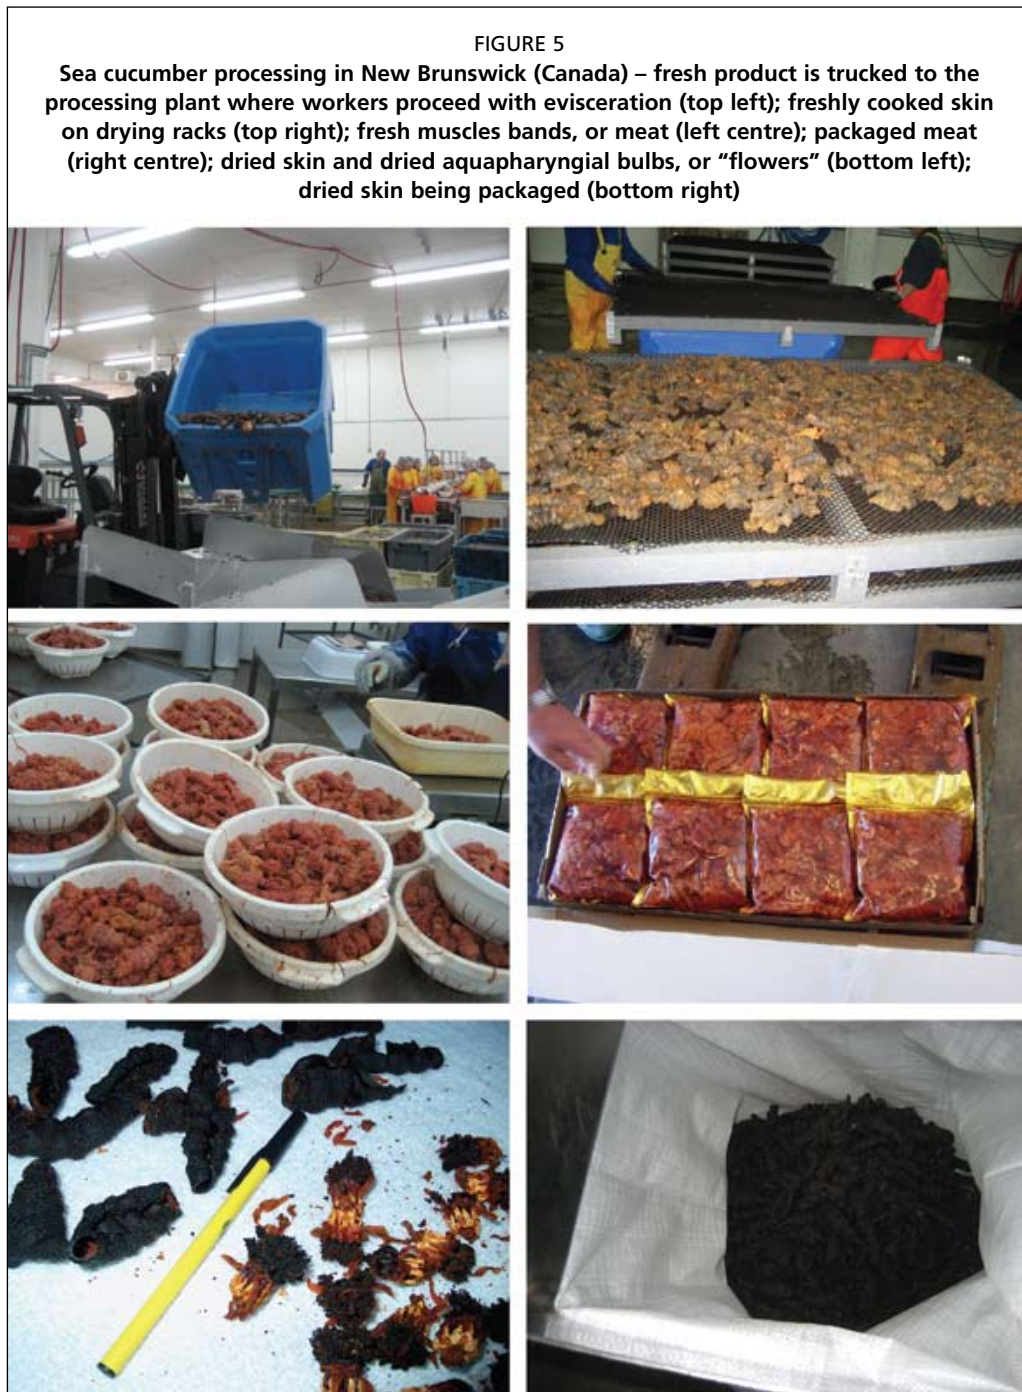 FIGURE 5
Sea cucumber processing in New Brunswick (Canada) – fresh product is trucked to the
processing plant where workers proceed with evisceration (top left); freshly cooked skin
on drying racks (top right); fresh muscles bands, or meat (left centre); packaged meat
(right centre); dried skin and dried aquapharyngial bulbs, or “flowers” (bottom left);
dried skin being packaged (bottom right)